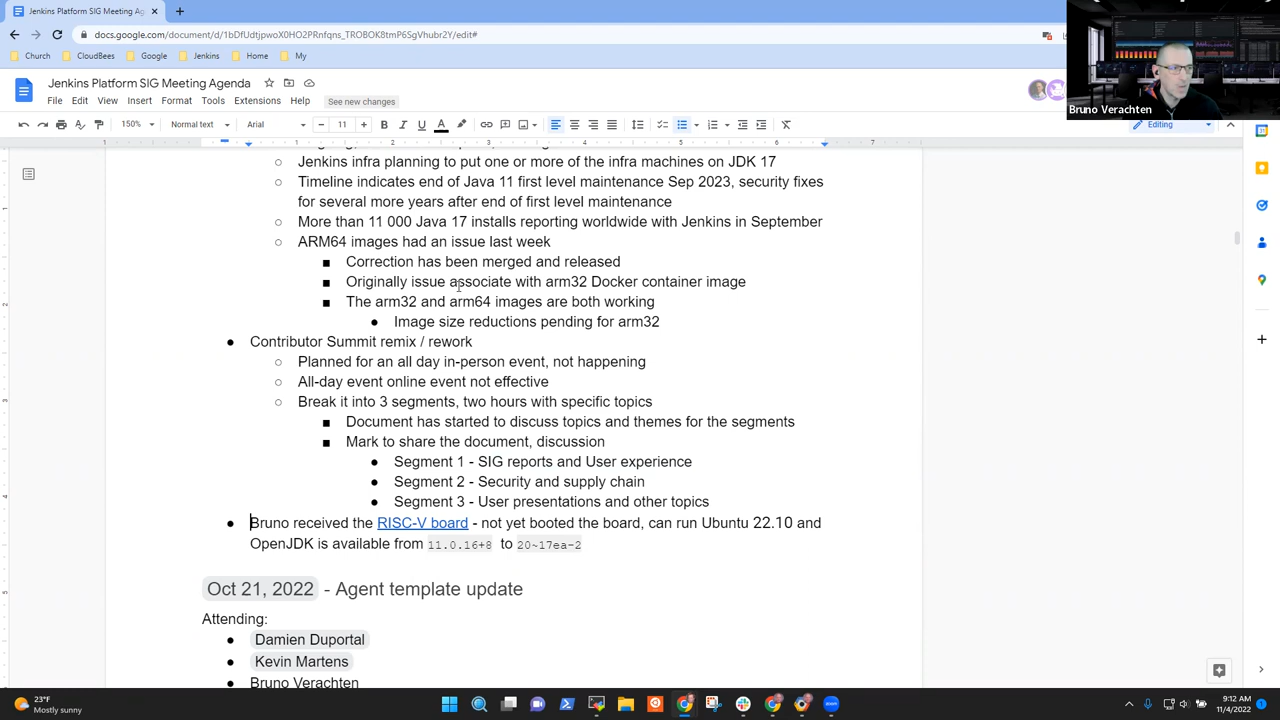 Jenkins Platform SIG Meeting Ag
docs.google.com/document/d/1bDfUdtjpwoX0HO2PRnfqns_TROBOK8tmP6SgVnubi2Y/edit#
Church
CloudBees
Google
Jenkins
Home
My
Jenkins Platform SIG Meeting Agenda
File Edit View Insert Format Tools Extensions Help See new changes
150% Normal text Arial B
Editing
Bruno Verachten
Jenkins infra planning to put one or more of the infra machines on JDK 17
Timeline indicates end of Java 11 first level maintenance Sep 2023, security fixes
for several more years after end of first level maintenance
More than 11 000 Java 17 installs reporting worldwide with Jenkins in September
ARM64 images had an issue last week
Correction has been merged and released
Originally issue associate with arm32 Docker container image
The arm32 and arm64 images are both working
Image size reductions pending for arm32
Contributor Summit remix / rework
Planned for an all day in-person event, not happening
All-day event online event not effective
Break it into 3 segments, two hours with specific topics
Document has started to discuss topics and themes for the segments
Mark to share the document, discussion
Segment 1 - SIG reports and User experience
Segment 2 - Security and supply chain
Segment 3 - User presentations and other topics
Bruno received the RISC-V board - not yet booted the board, can run Ubuntu 22.10 and
OpenJDK is available from 11.0.16+8 to 20~17ea-2
Oct 21, 2022 - Agent template update
Attending:
Damien Duportal
Kevin Martens
Bruno Verachten
23°F
Mostly sunny
9:12 AM
11/4/2022